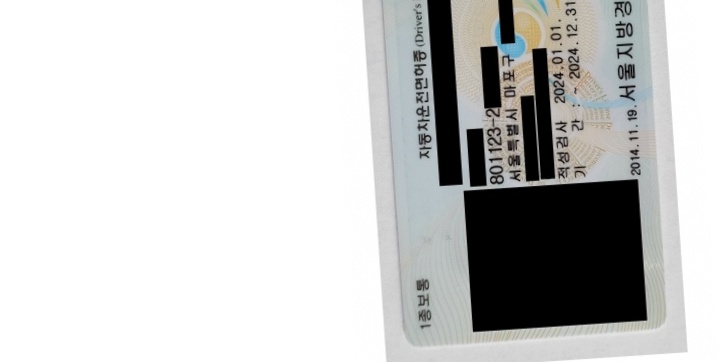 자동차운전면허증 (Driver's
1종보통
801123-2
서울특별시 마포구
적성검사 2024.01.01.
기 간 : ~ 2024.12.31
2014.11.19. 서울지방경